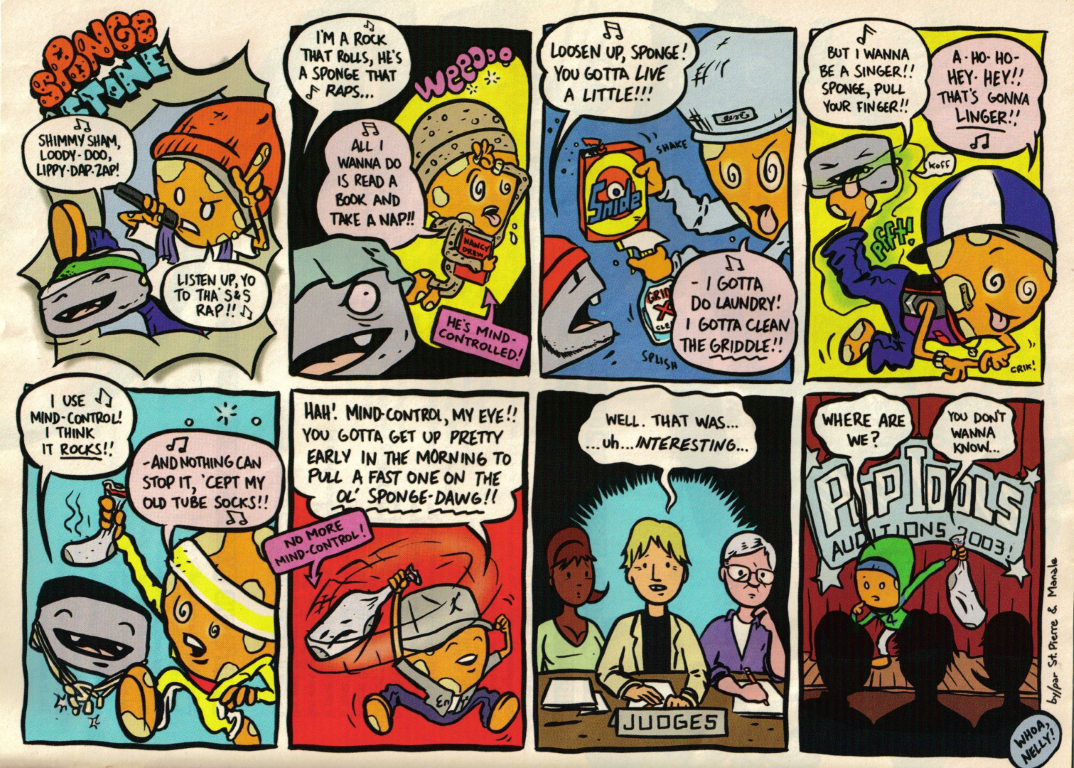 SPONGE
STONE
SHIMMY SHAM,
LOODY-DOO,
LIPPY-DAP-ZAP!
LISTEN UP, YO
TO THA' S&S
RAP!!
I'M A ROCK
THAT ROLLS, HE'S
A SPONGE THAT
RAPS...
WEEOOO
ALL I
WANNA DO
IS READ A
BOOK AND
TAKE A NAP!!
NANCY
DREW
HE'S MIND-
CONTROLLED!
LOOSEN UP, SPONGE!
YOU GOTTA LIVE
A LITTLE!!!
SHAKE
Snide
GRID
X
CLE
SPLISH
- I GOTTA
DO LAUNDRY!
I GOTTA CLEAN
THE GRIDDLE!!
BUT I WANNA
BE A SINGER!!
SPONGE, PULL
YOUR FINGER!!
A-HO-HO-
HEY-HEY!!
THAT'S GONNA
LINGER!!
KOFF
Pfft!
CRIK!
I USE
MIND-CONTROL!
I THINK
IT ROCKS!!
-AND NOTHING CAN
STOP IT, 'CEPT MY
OLD TUBE SOCKS!!
HAH! MIND-CONTROL, MY EYE!!
YOU GOTTA GET UP PRETTY
EARLY IN THE MORNING TO
PULL A FAST ONE ON THE
OL' SPONGE-DAWG!!
NO MORE
MIND-CONTROL!
WELL. THAT WAS...
...uh...INTERESTING...
JUDGES
WHERE ARE
WE?
YOU DON'T
WANNA
KNOW...
PIP IDOLS
AUDITIONS 2003!
by/par St.Pierre & Manale
WHOA,
NELLY!